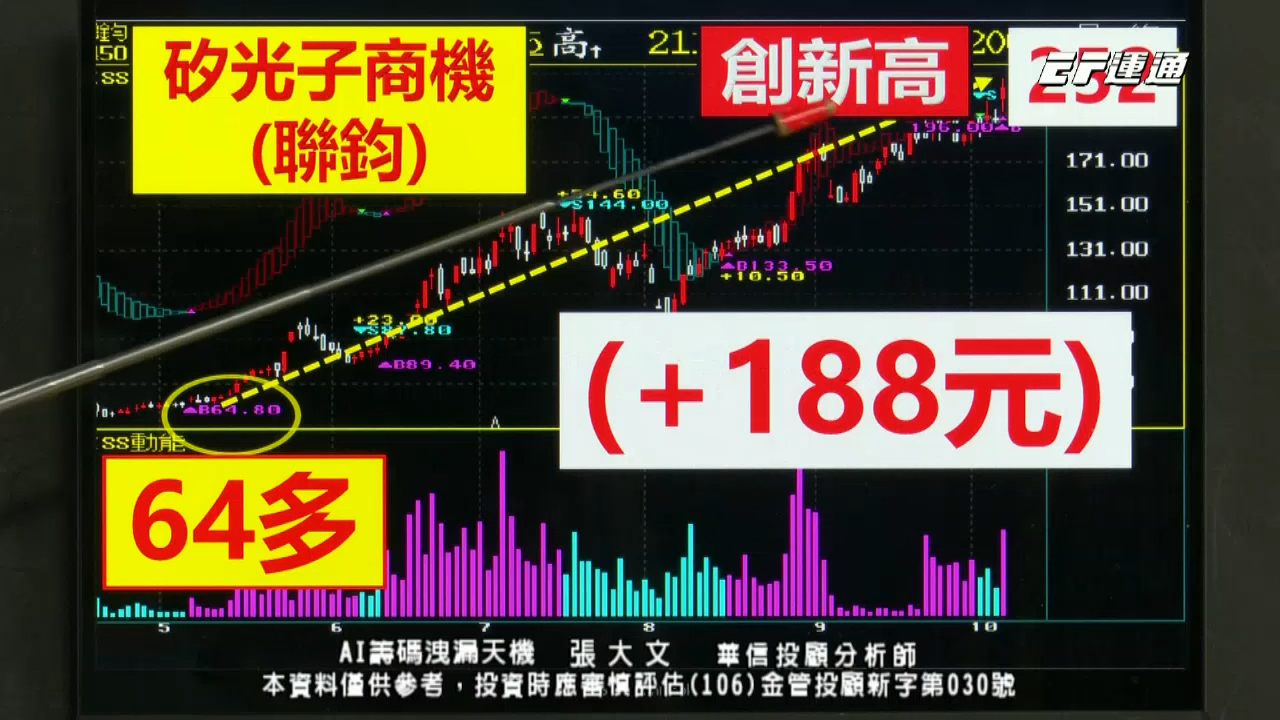 矽光子商機
(聯鈞)
高↑
創新高
252
運通
196.00
171.00
151.00
131.00
111.00
S144.00
B133.50
+10.50
+23.00
B89.40
B64.80
(+188元)
SS動能
64多
5 6 7 8 9 10
AI籌碼洩漏天機 張大文 華信投顧分析師
本資料僅供參考，投資時應審慎評估(106)金管投顧新字第030號